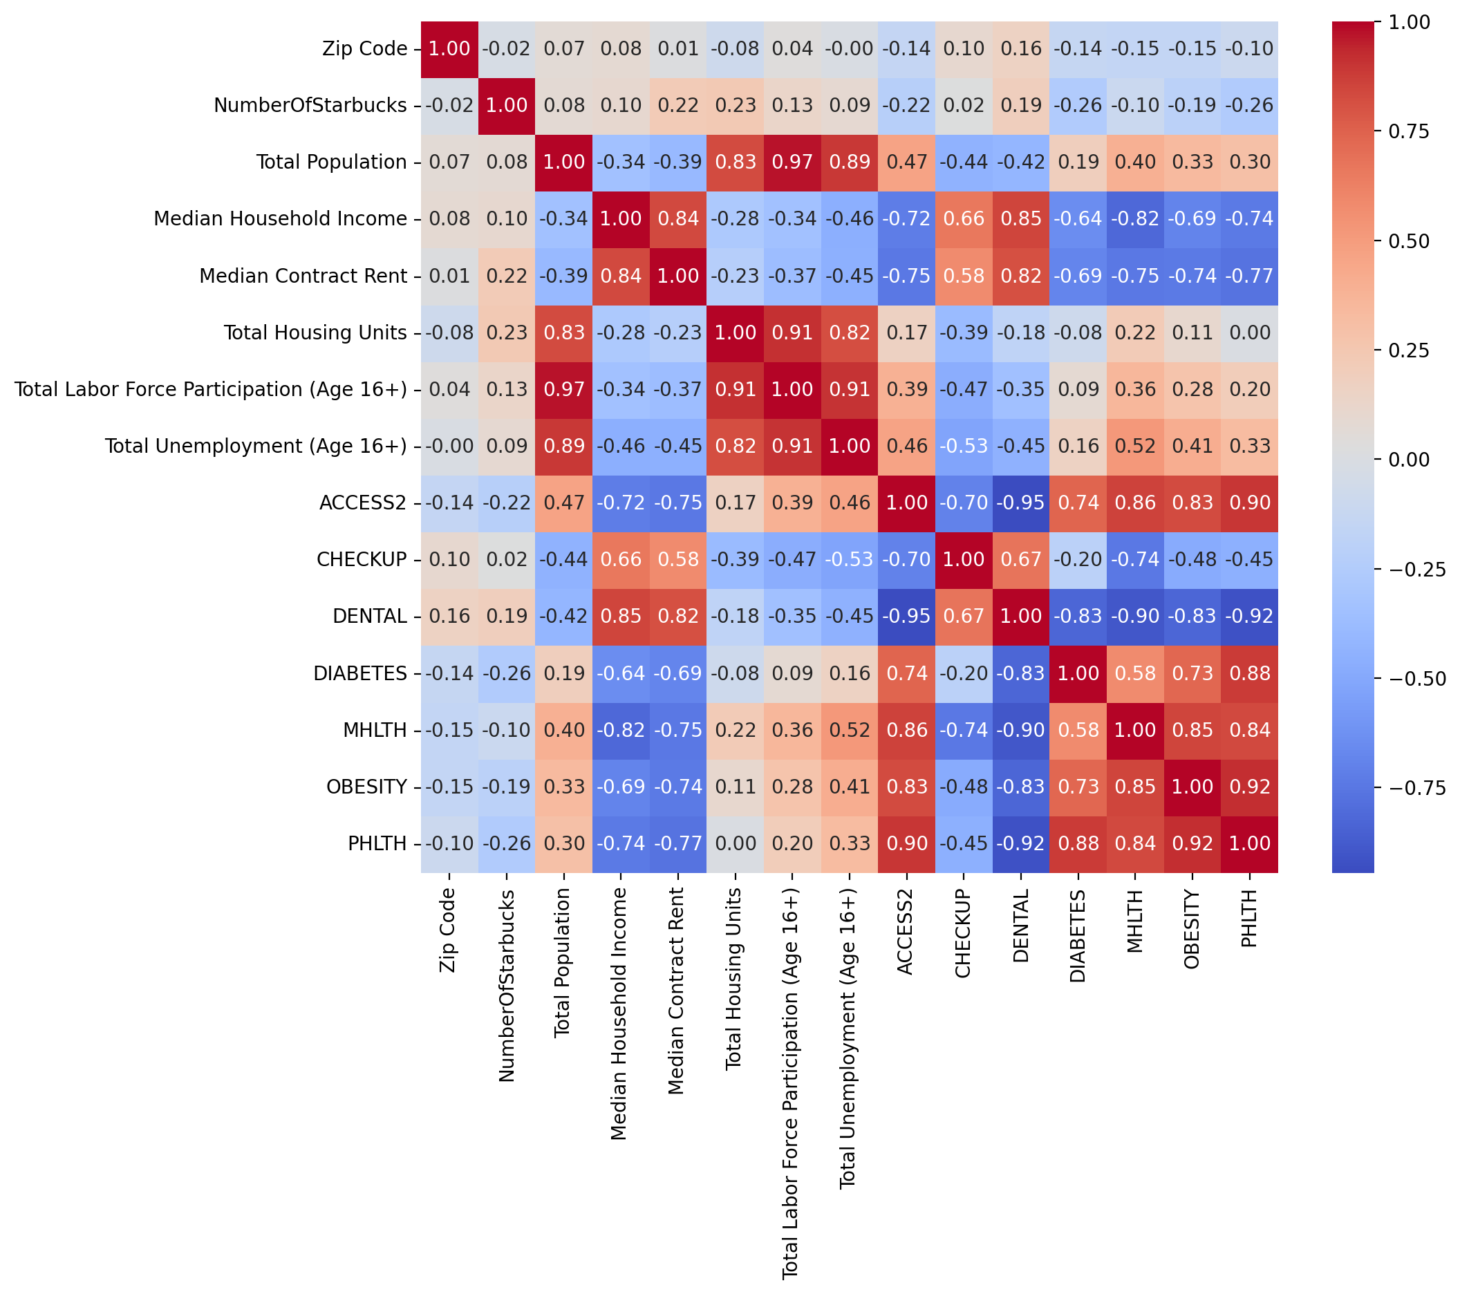 Zip Code 1.00 -0.02 0.07 0.08 0.01 -0.08 0.04 -0.00 -0.14 0.10 0.16 -0.14 -0.15 -0.15 -0.10
NumberOfStarbucks -0.02 1.00 0.08 0.10 0.22 0.23 0.13 0.09 -0.22 0.02 0.19 -0.26 -0.10 -0.19 -0.26
Total Population 0.07 0.08 1.00 -0.34 -0.39 0.83 0.97 0.89 0.47 -0.44 -0.42 0.19 0.40 0.33 0.30
Median Household Income 0.08 0.10 -0.34 1.00 0.84 -0.28 -0.34 -0.46 -0.72 0.66 0.85 -0.64 -0.82 -0.69 -0.74
Median Contract Rent 0.01 0.22 -0.39 0.84 1.00 -0.23 -0.37 -0.45 -0.75 0.58 0.82 -0.69 -0.75 -0.74 -0.77
Total Housing Units -0.08 0.23 0.83 -0.28 -0.23 1.00 0.91 0.82 0.17 -0.39 -0.18 -0.08 0.22 0.11 0.00
Total Labor Force Participation (Age 16+) 0.04 0.13 0.97 -0.34 -0.37 0.91 1.00 0.91 0.39 -0.47 -0.35 0.09 0.36 0.28 0.20
Total Unemployment (Age 16+) -0.00 0.09 0.89 -0.46 -0.45 0.82 0.91 1.00 0.46 -0.53 -0.45 0.16 0.52 0.41 0.33
ACCESS2 -0.14 -0.22 0.47 -0.72 -0.75 0.17 0.39 0.46 1.00 -0.70 -0.95 0.74 0.86 0.83 0.90
CHECKUP 0.10 0.02 -0.44 0.66 0.58 -0.39 -0.47 -0.53 -0.70 1.00 0.67 -0.20 -0.74 -0.48 -0.45
DENTAL 0.16 0.19 -0.42 0.85 0.82 -0.18 -0.35 -0.45 -0.95 0.67 1.00 -0.83 -0.90 -0.83 -0.92
DIABETES -0.14 -0.26 0.19 -0.64 -0.69 -0.08 0.09 0.16 0.74 -0.20 -0.83 1.00 0.58 0.73 0.88
MHLTH -0.15 -0.10 0.40 -0.82 -0.75 0.22 0.36 0.52 0.86 -0.74 -0.90 0.58 1.00 0.85 0.84
OBESITY -0.15 -0.19 0.33 -0.69 -0.74 0.11 0.28 0.41 0.83 -0.48 -0.83 0.73 0.85 1.00 0.92
PHLTH -0.10 -0.26 0.30 -0.74 -0.77 0.00 0.20 0.33 0.90 -0.45 -0.92 0.88 0.84 0.92 1.00
Zip Code
NumberOfStarbucks
Total Population
Median Household Income
Median Contract Rent
Total Housing Units
Total Labor Force Participation (Age 16+)
Total Unemployment (Age 16+)
ACCESS2
CHECKUP
DENTAL
DIABETES
MHLTH
OBESITY
PHLTH
1.00
0.75
0.50
0.25
0.00
−0.25
−0.50
−0.75